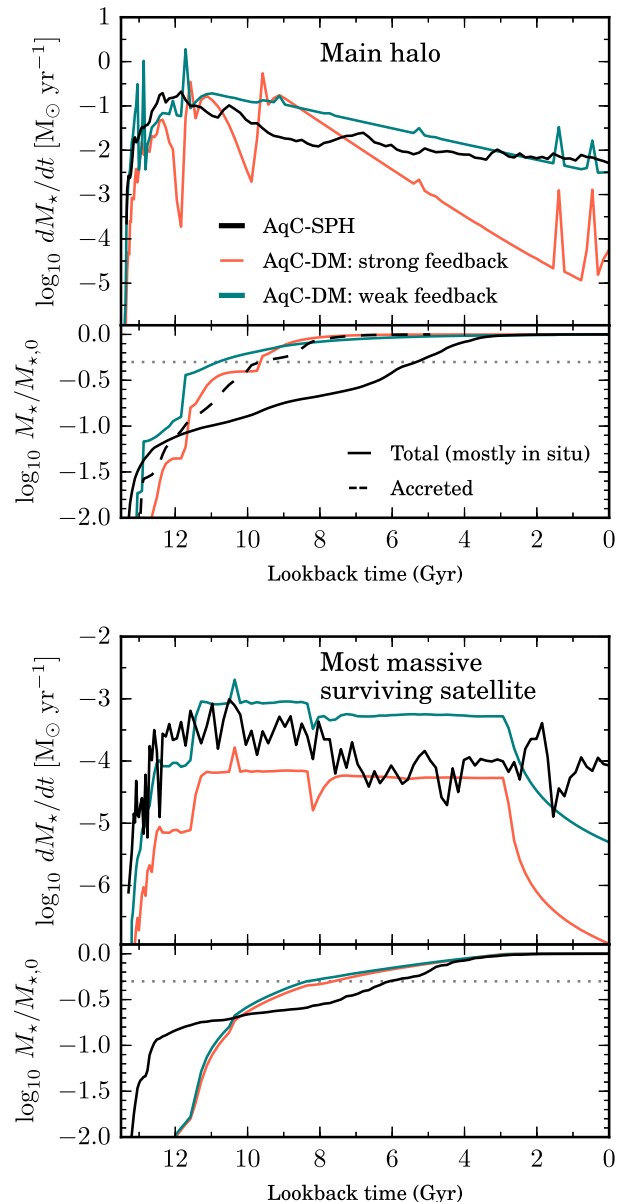 Main halo
log₁₀ dM⋆/dt [M⊙ yr⁻¹]
1
0
−1
−2
−3
−4
−5
AqC-SPH
AqC-DM: strong feedback
AqC-DM: weak feedback
log₁₀ M⋆/M⋆,₀
0.0
−0.5
−1.0
−1.5
−2.0
Total (mostly in situ)
Accreted
12 10 8 6 4 2 0
Lookback time (Gyr)
Most massive
surviving satellite
log₁₀ dM⋆/dt [M⊙ yr⁻¹]
−2
−3
−4
−5
−6
log₁₀ M⋆/M⋆,₀
0.0
−0.5
−1.0
−1.5
−2.0
12 10 8 6 4 2 0
Lookback time (Gyr)